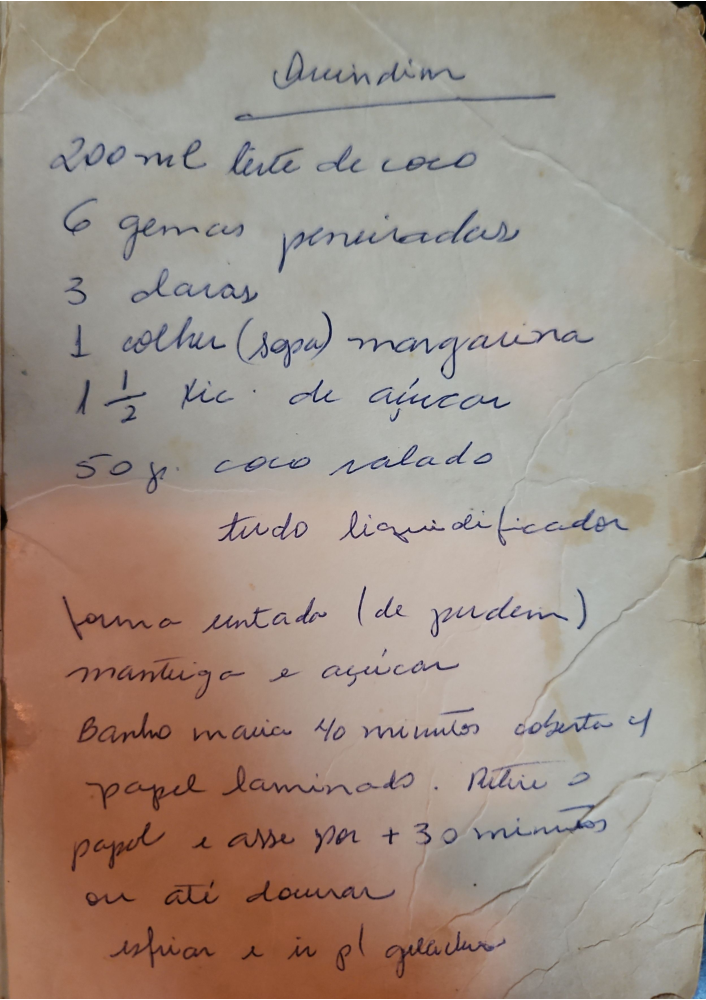 Quindim
200 ml leite de coco
6 gemas peneiradas
3 claras
1 colher (sopa) margarina
1 1/2 xic. de açúcar
50 g. coco ralado
tudo liquidificador
forma untada (de pudem)
manteiga e açúcar
Banho maria 40 minutos coberta c/
papel laminado. Retire o
papel e asse por + 30 minutos
ou até dourar
esfriar e ir p/ geladeira